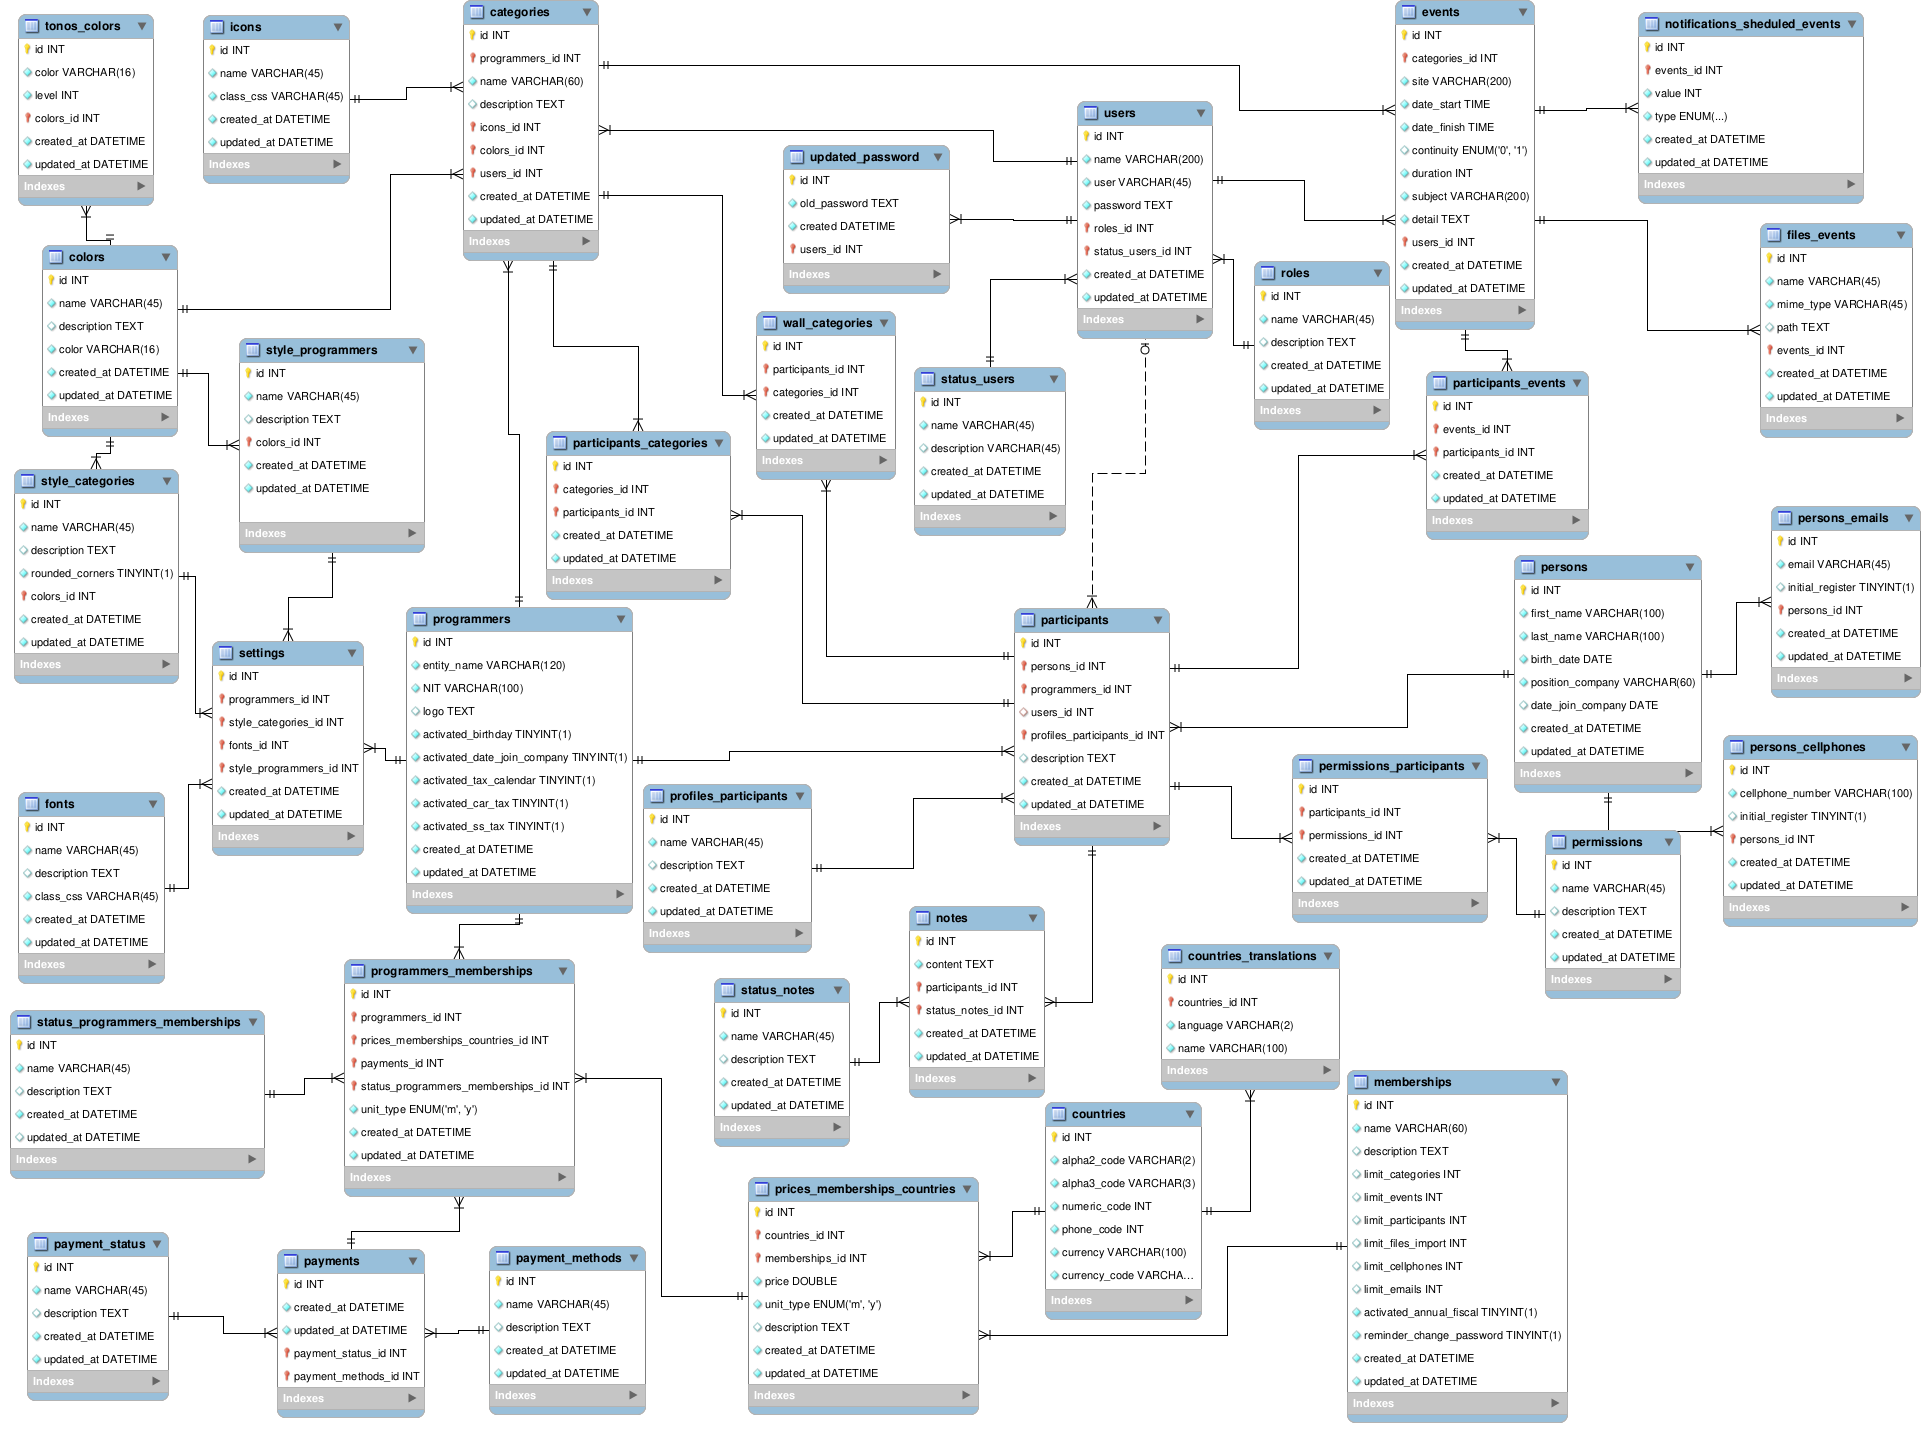 tonos_colors
id INT
color VARCHAR(16)
level INT
colors_id INT
created_at DATETIME
updated_at DATETIME
Indexes
icons
id INT
name VARCHAR(45)
class_css VARCHAR(45)
created_at DATETIME
updated_at DATETIME
Indexes
categories
id INT
programmers_id INT
name VARCHAR(60)
description TEXT
icons_id INT
colors_id INT
users_id INT
created_at DATETIME
updated_at DATETIME
Indexes
events
id INT
categories_id INT
site VARCHAR(200)
date_start TIME
date_finish TIME
continuity ENUM('0', '1')
duration INT
subject VARCHAR(200)
detail TEXT
users_id INT
created_at DATETIME
updated_at DATETIME
Indexes
notifications_sheduled_events
id INT
events_id INT
value INT
type ENUM(...)
created_at DATETIME
updated_at DATETIME
Indexes
users
id INT
name VARCHAR(200)
user VARCHAR(45)
password TEXT
roles_id INT
status_users_id INT
created_at DATETIME
updated_at DATETIME
Indexes
updated_password
id INT
old_password TEXT
created DATETIME
users_id INT
Indexes
files_events
id INT
name VARCHAR(45)
mime_type VARCHAR(45)
path TEXT
events_id INT
created_at DATETIME
updated_at DATETIME
Indexes
colors
id INT
name VARCHAR(45)
description TEXT
color VARCHAR(16)
created_at DATETIME
updated_at DATETIME
Indexes
roles
id INT
name VARCHAR(45)
description TEXT
created_at DATETIME
updated_at DATETIME
Indexes
wall_categories
id INT
participants_id INT
categories_id INT
created_at DATETIME
updated_at DATETIME
Indexes
style_programmers
id INT
name VARCHAR(45)
description TEXT
colors_id INT
created_at DATETIME
updated_at DATETIME
Indexes
status_users
id INT
name VARCHAR(45)
description VARCHAR(45)
created_at DATETIME
updated_at DATETIME
Indexes
participants_events
id INT
events_id INT
participants_id INT
created_at DATETIME
updated_at DATETIME
Indexes
participants_categories
id INT
categories_id INT
participants_id INT
created_at DATETIME
updated_at DATETIME
Indexes
style_categories
id INT
name VARCHAR(45)
description TEXT
rounded_corners TINYINT(1)
colors_id INT
created_at DATETIME
updated_at DATETIME
Indexes
persons_emails
id INT
email VARCHAR(45)
initial_register TINYINT(1)
persons_id INT
created_at DATETIME
updated_at DATETIME
Indexes
persons
id INT
first_name VARCHAR(100)
last_name VARCHAR(100)
birth_date DATE
position_company VARCHAR(60)
date_join_company DATE
created_at DATETIME
updated_at DATETIME
Indexes
programmers
id INT
entity_name VARCHAR(120)
NIT VARCHAR(100)
logo TEXT
activated_birthday TINYINT(1)
activated_date_join_company TINYINT(1)
activated_tax_calendar TINYINT(1)
activated_car_tax TINYINT(1)
activated_ss_tax TINYINT(1)
created_at DATETIME
updated_at DATETIME
Indexes
participants
id INT
persons_id INT
programmers_id INT
users_id INT
profiles_participants_id INT
description TEXT
created_at DATETIME
updated_at DATETIME
Indexes
settings
id INT
programmers_id INT
style_categories_id INT
fonts_id INT
style_programmers_id INT
created_at DATETIME
updated_at DATETIME
Indexes
persons_cellphones
id INT
cellphone_number VARCHAR(100)
initial_register TINYINT(1)
persons_id INT
created_at DATETIME
updated_at DATETIME
Indexes
permissions_participants
id INT
participants_id INT
permissions_id INT
created_at DATETIME
updated_at DATETIME
Indexes
profiles_participants
id INT
name VARCHAR(45)
description TEXT
created_at DATETIME
updated_at DATETIME
Indexes
fonts
id INT
name VARCHAR(45)
description TEXT
class_css VARCHAR(45)
created_at DATETIME
updated_at DATETIME
Indexes
permissions
id INT
name VARCHAR(45)
description TEXT
created_at DATETIME
updated_at DATETIME
Indexes
notes
id INT
content TEXT
participants_id INT
status_notes_id INT
created_at DATETIME
updated_at DATETIME
Indexes
countries_translations
id INT
countries_id INT
language VARCHAR(2)
name VARCHAR(100)
Indexes
programmers_memberships
id INT
programmers_id INT
prices_memberships_countries_id INT
payments_id INT
status_programmers_memberships_id INT
unit_type ENUM('m', 'y')
created_at DATETIME
updated_at DATETIME
Indexes
status_notes
id INT
name VARCHAR(45)
description TEXT
created_at DATETIME
updated_at DATETIME
Indexes
status_programmers_memberships
id INT
name VARCHAR(45)
description TEXT
created_at DATETIME
updated_at DATETIME
Indexes
memberships
id INT
name VARCHAR(60)
description TEXT
limit_categories INT
limit_events INT
limit_participants INT
limit_files_import INT
limit_cellphones INT
limit_emails INT
activated_annual_fiscal TINYINT(1)
reminder_change_password TINYINT(1)
created_at DATETIME
updated_at DATETIME
Indexes
countries
id INT
alpha2_code VARCHAR(2)
alpha3_code VARCHAR(3)
numeric_code INT
phone_code INT
currency VARCHAR(100)
currency_code VARCHA...
Indexes
prices_memberships_countries
id INT
countries_id INT
memberships_id INT
price DOUBLE
unit_type ENUM('m', 'y')
description TEXT
created_at DATETIME
updated_at DATETIME
Indexes
payment_status
id INT
name VARCHAR(45)
description TEXT
created_at DATETIME
updated_at DATETIME
Indexes
payments
id INT
created_at DATETIME
updated_at DATETIME
payment_status_id INT
payment_methods_id INT
Indexes
payment_methods
id INT
name VARCHAR(45)
description TEXT
created_at DATETIME
updated_at DATETIME
Indexes